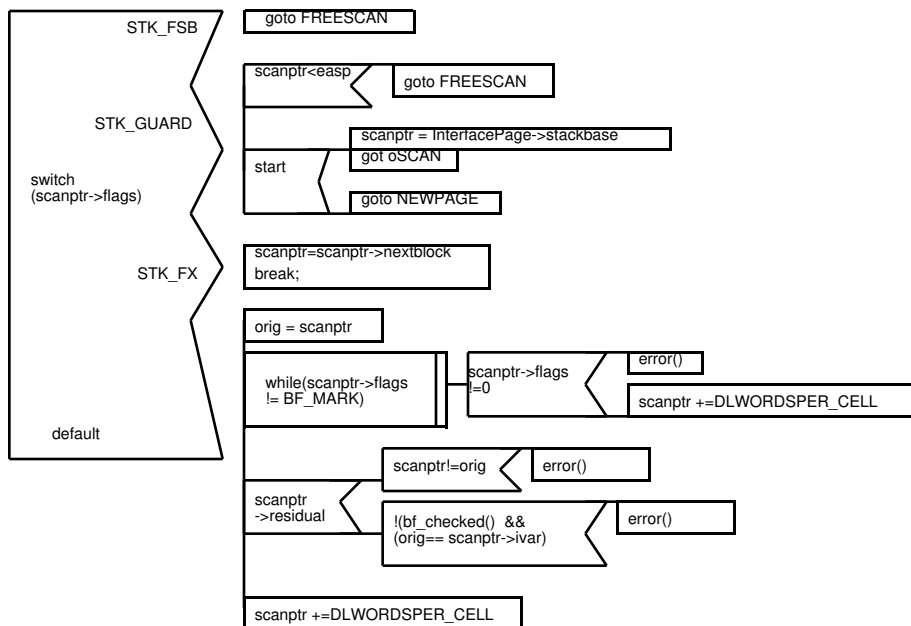 STK_FSB
goto FREESCAN
scanptr<easp
goto FREESCAN
STK_GUARD
scanptr = InterfacePage->stackbase
start
got oSCAN
goto NEWPAGE
switch
(scanptr->flags)
STK_FX
scanptr=scanptr->nextblock
break;
orig = scanptr
while(scanptr->flags
!= BF_MARK)
scanptr->flags
!=0
error()
scanptr +=DLWORDSPER_CELL
default
scanptr!=orig
error()
scanptr
->residual
!(bf_checked() &&
(orig== scanptr->ivar)
error()
scanptr +=DLWORDSPER_CELL